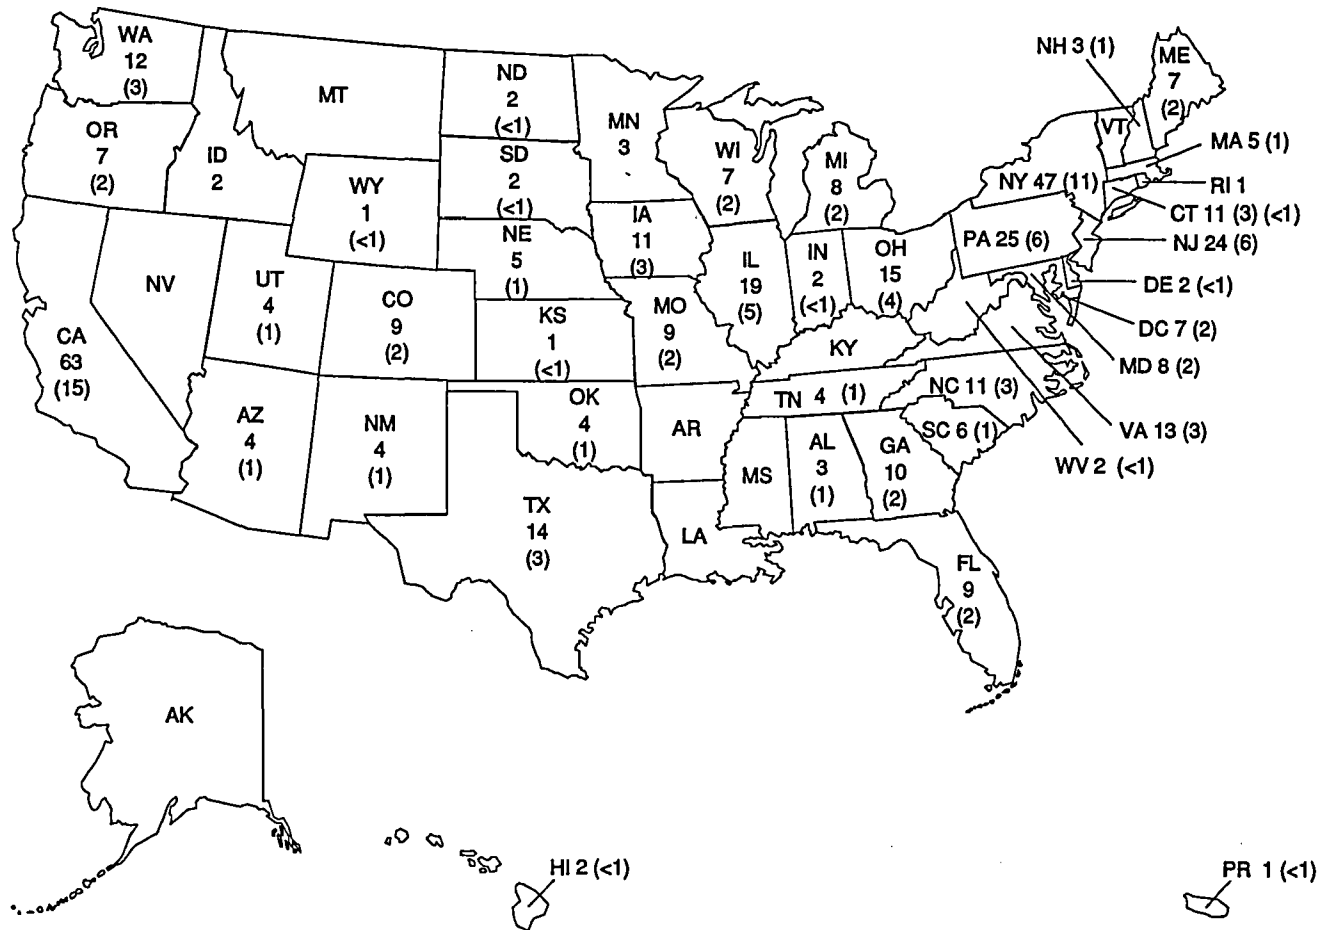 WA
12
(3)
MT
ND
2
(<1)
MN
3
NH 3 (1)
ME
7
(2)
OR
7
(2)
ID
2
WY
1
(<1)
SD
2
(<1)
WI
7
(2)
MI
8
(2)
VT
MA 5 (1)
NY 47 (11)
RI 1
CT 11 (3) (<1)
NJ 24 (6)
PA 25 (6)
DE 2 (<1)
DC 7 (2)
MD 8 (2)
VA 13 (3)
WV 2 (<1)
NV
UT
4
(1)
CO
9
(2)
NE
5
(1)
IA
11
(3)
IL
19
(5)
IN
2
(<1)
OH
15
(4)
CA
63
(15)
KS
1
(<1)
MO
9
(2)
KY
AZ
4
(1)
NM
4
(1)
OK
4
(1)
AR
TN 4 (1)
NC 11 (3)
SC 6 (1)
MS
AL
3
(1)
GA
10
(2)
TX
14
(3)
LA
FL
9
(2)
AK
HI 2 (<1)
PR 1 (<1)